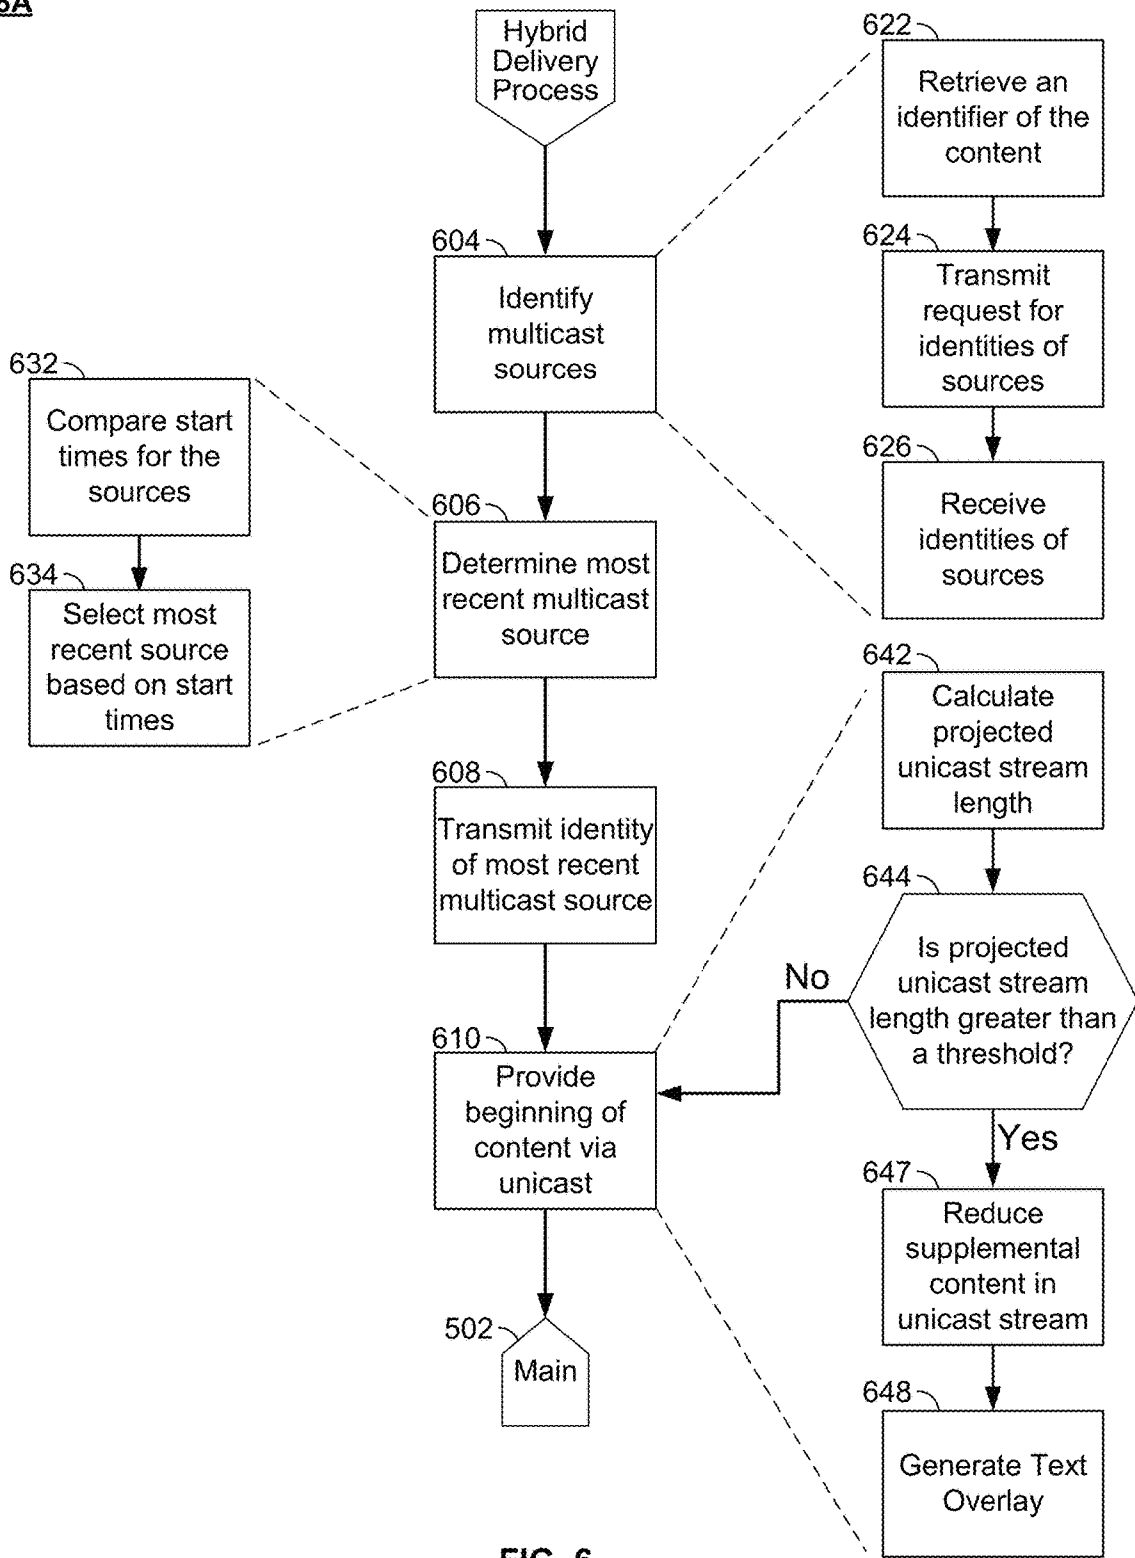 Hybrid
Delivery
Process
604
Identify
multicast
sources
606
Determine most
recent multicast
source
608
Transmit identity
of most recent
multicast source
610
Provide
beginning of
content via
unicast
502
Main
632
Compare start
times for the
sources
634
Select most
recent source
based on start
times
622
Retrieve an
identifier of the
content
624
Transmit
request for
identities of
sources
626
Receive
identities of
sources
642
Calculate
projected
unicast stream
length
644
Is projected
unicast stream
length greater than
a threshold?
No
Yes
647
Reduce
supplemental
content in
unicast stream
648
Generate Text
Overlay